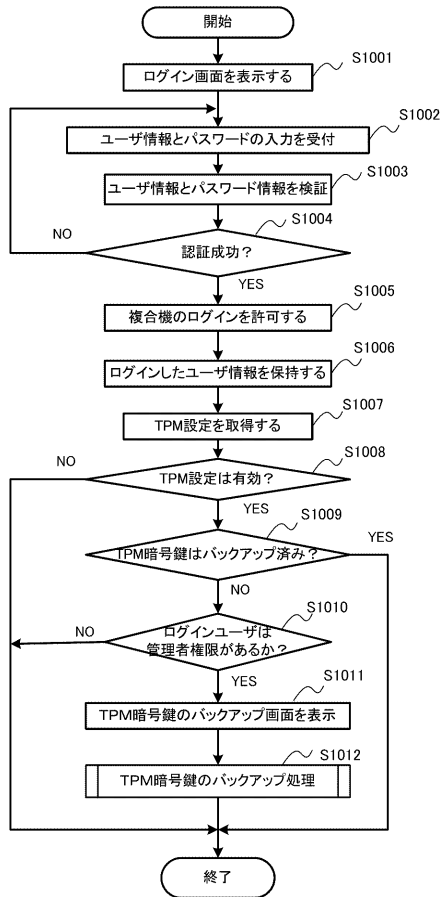 開始
S1001
ログイン画面を表示する
S1002
ユーザ情報とパスワードの入力を受付
S1003
ユーザ情報とパスワード情報を検証
S1004
NO
認証成功？
YES
S1005
複合機のログインを許可する
S1006
ログインしたユーザ情報を保持する
S1007
TPM設定を取得する
S1008
NO
TPM設定は有効？
YES
S1009
YES
TPM暗号鍵はバックアップ済み？
NO
S1010
NO
ログインユーザは
管理者権限があるか？
YES
S1011
TPM暗号鍵のバックアップ画面を表示
S1012
TPM暗号鍵のバックアップ処理
終了